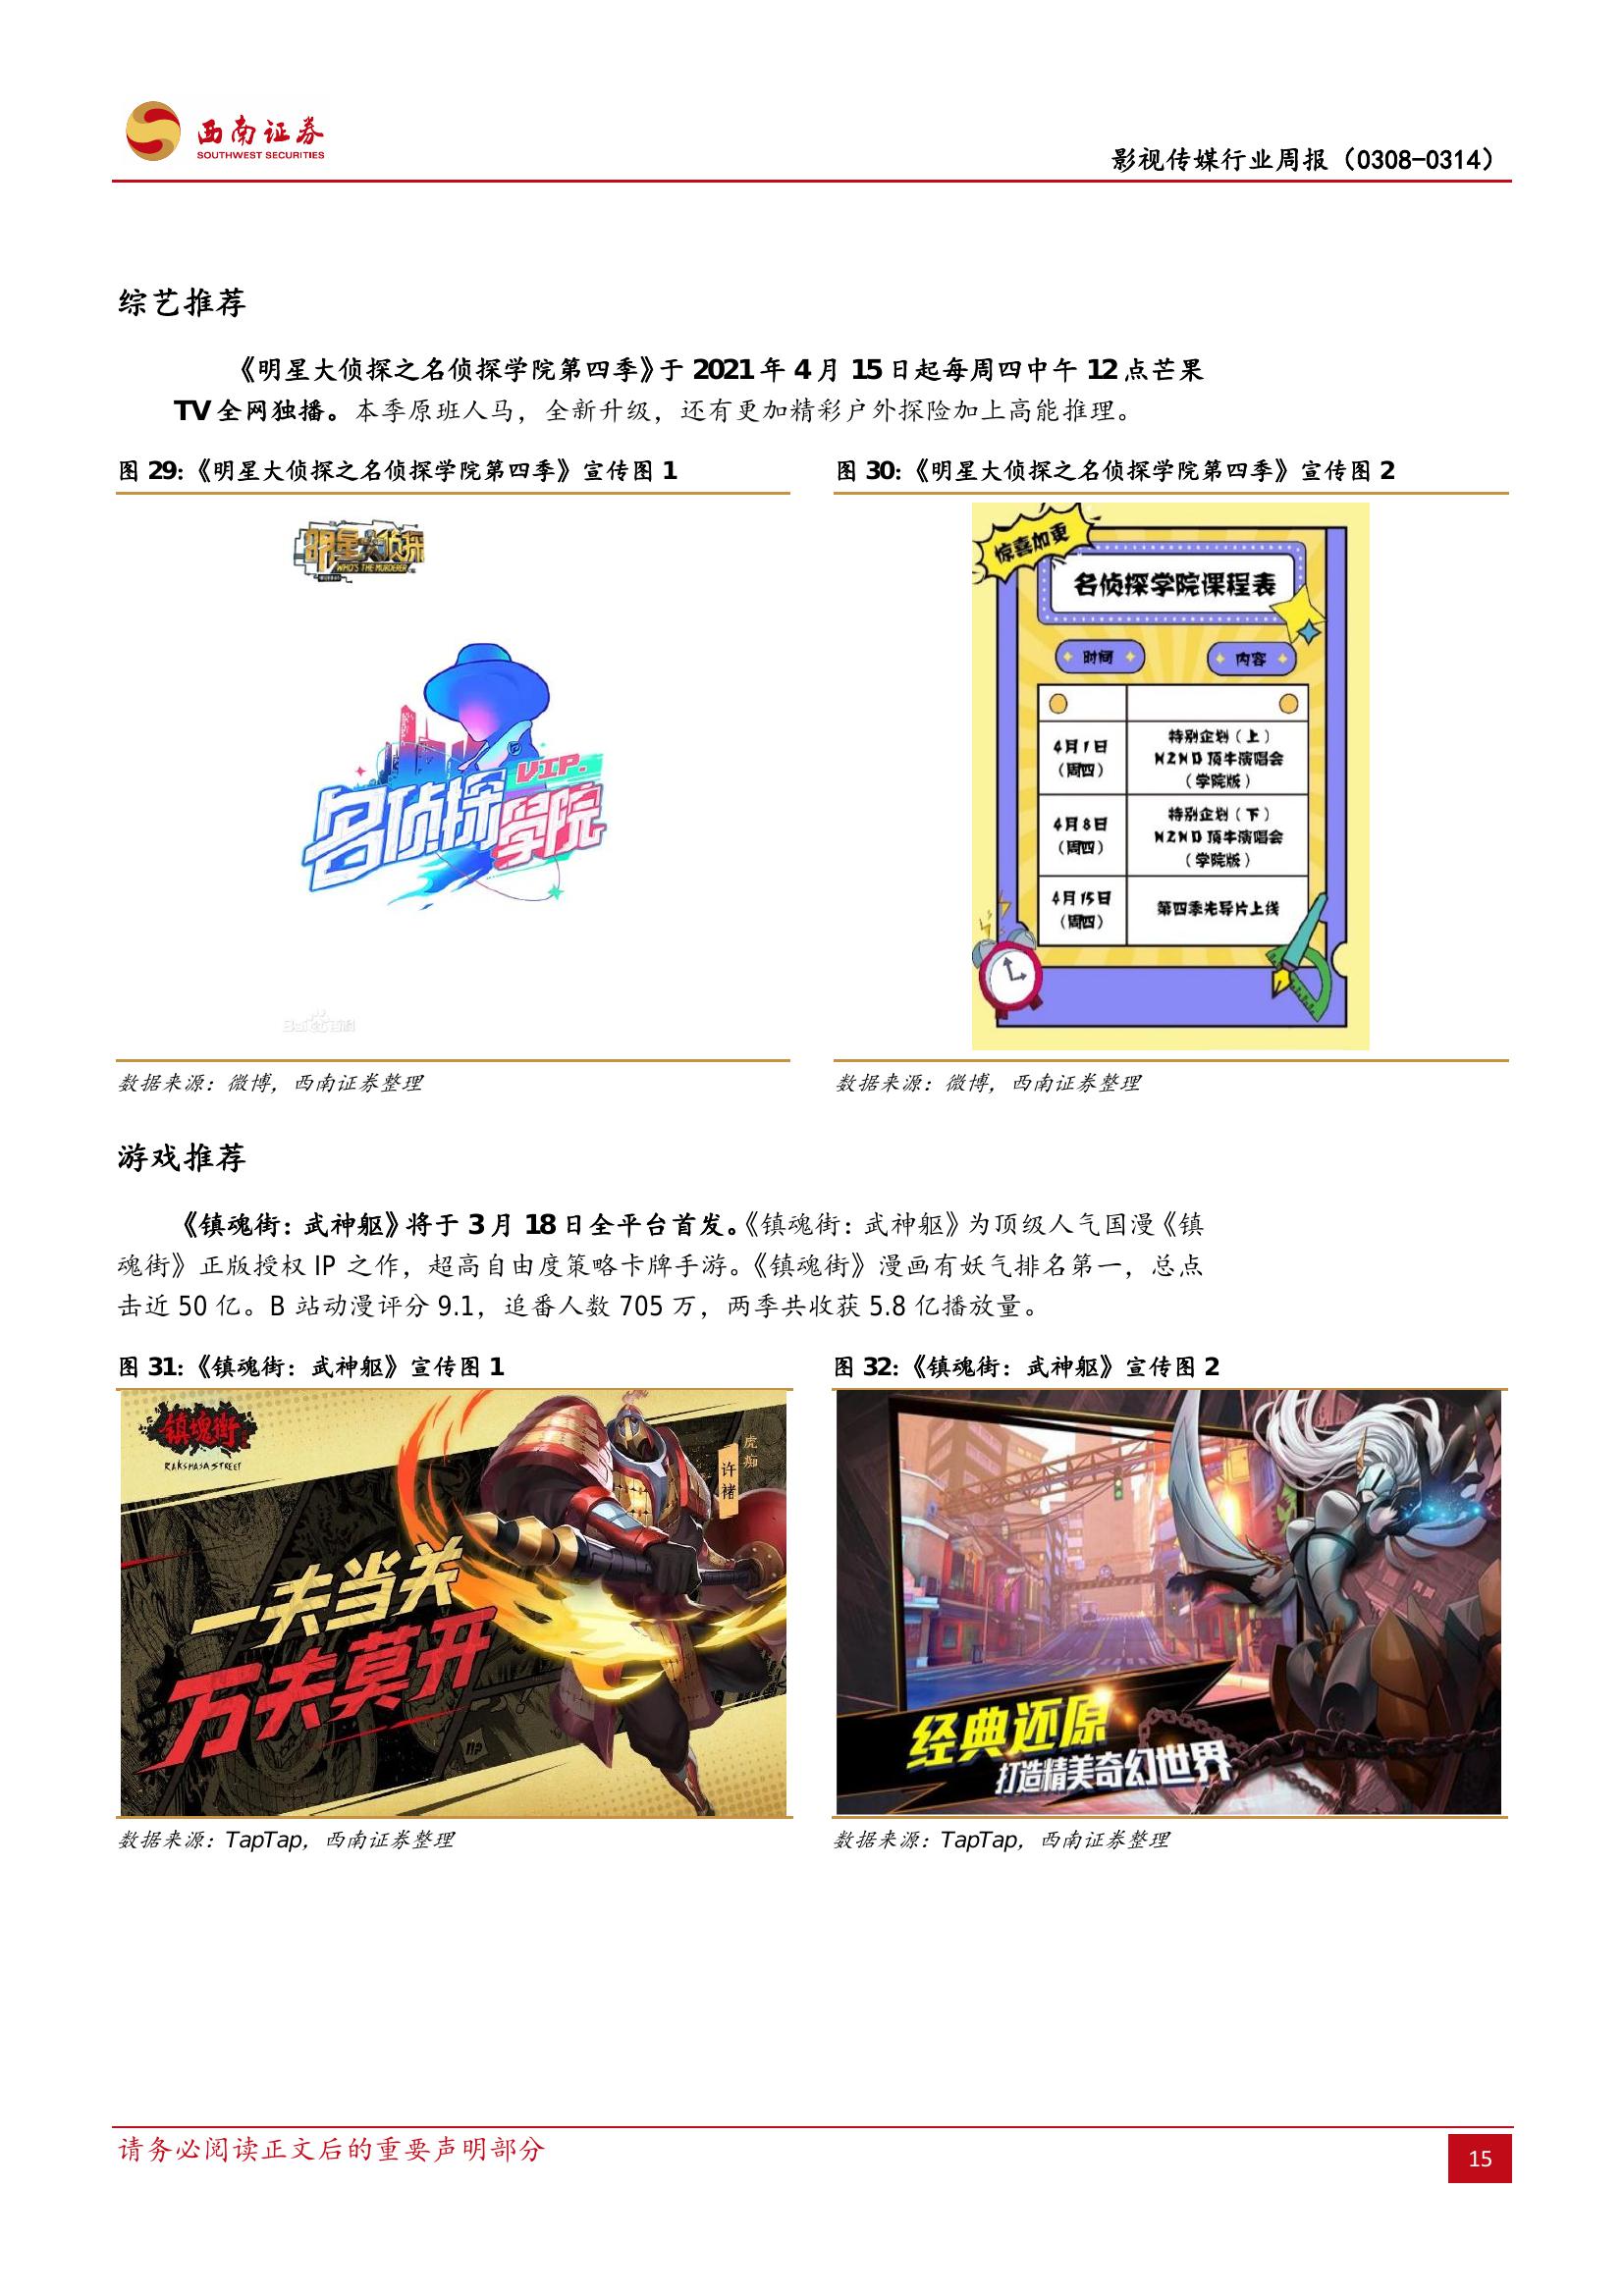 西南证券
SOUTHWEST SECURITIES
影视传媒行业周报（0308-0314）
综艺推荐
《明星大侦探之名侦探学院第四季》于 2021 年 4 月 15 日起每周四中午 12 点芒果
TV 全网独播。本季原班人马，全新升级，还有更加精彩户外探险加上高能推理。
图 29:《明星大侦探之名侦探学院第四季》宣传图 1
图 30:《明星大侦探之名侦探学院第四季》宣传图 2
明星大侦探
WHO'S THE MURDERER
VIP.
名侦探学院
Bai百科
惊喜加更
名侦探学院课程表
时间
内容
4月1日
（周四）
特别企划（上）
NZND 顶牛演唱会
（学院版）
4月8日
（周四）
特别企划（下）
NZND 顶牛演唱会
（学院版）
4月15日
（周四）
第四季先导片上线
数据来源：微博，西南证券整理
数据来源：微博，西南证券整理
游戏推荐
《镇魂街：武神躯》将于 3 月 18 日全平台首发。《镇魂街：武神躯》为顶级人气国漫《镇
魂街》正版授权 IP 之作，超高自由度策略卡牌手游。《镇魂街》漫画有妖气排名第一，总点
击近 50 亿。B 站动漫评分 9.1，追番人数 705 万，两季共收获 5.8 亿播放量。
图 31:《镇魂街：武神躯》宣传图 1
图 32:《镇魂街：武神躯》宣传图 2
镇魂街
RAKSHASA STREET
虎痴
许褚
一夫当关
万夫莫开
经典还原
打造精美奇幻世界
数据来源：TapTap，西南证券整理
数据来源：TapTap，西南证券整理
请务必阅读正文后的重要声明部分
15